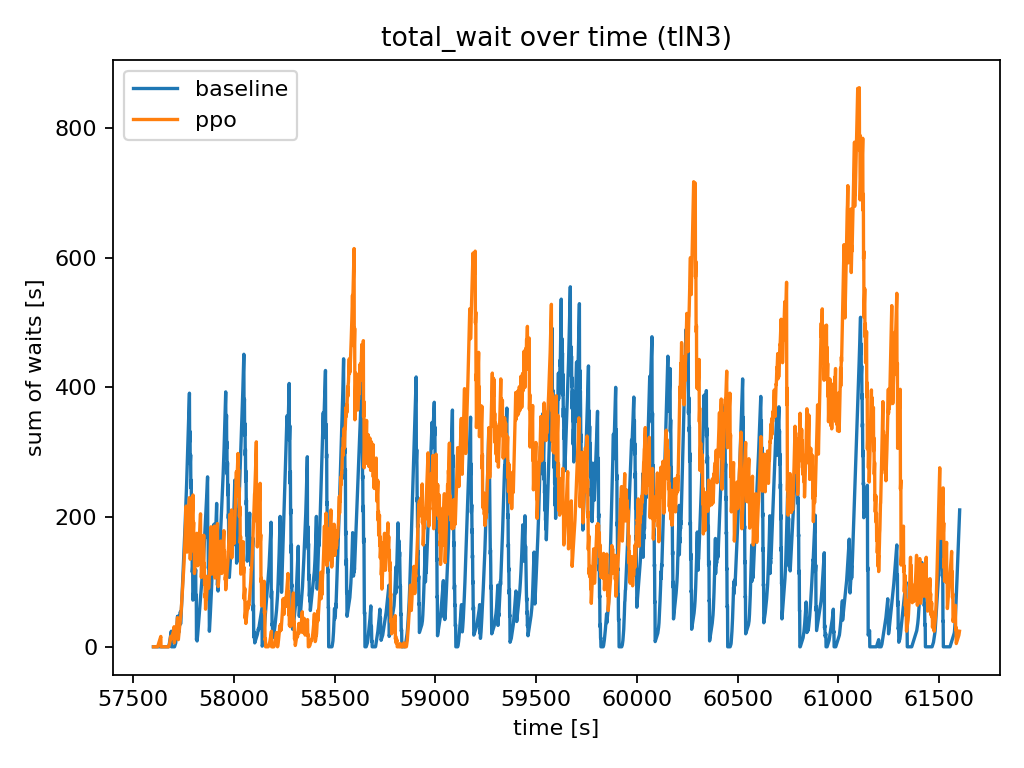 total_wait over time (tlN3)
baseline
ppo
800
600
400
200
0
sum of waits [s]
57500 58000 58500 59000 59500 60000 60500 61000 61500
time [s]